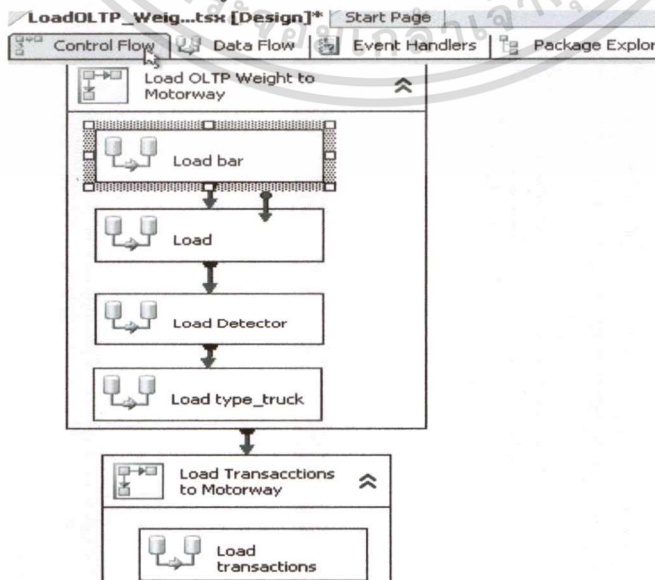 LoadOLTP_Weig...tsx [Design]* Start Page
Control Flow Data Flow Event Handlers Package Explor
Load OLTP Weight to
Motorway
Load bar
Load
Load Detector
Load type_truck
Load Transacctions
to Motorway
Load
transactions